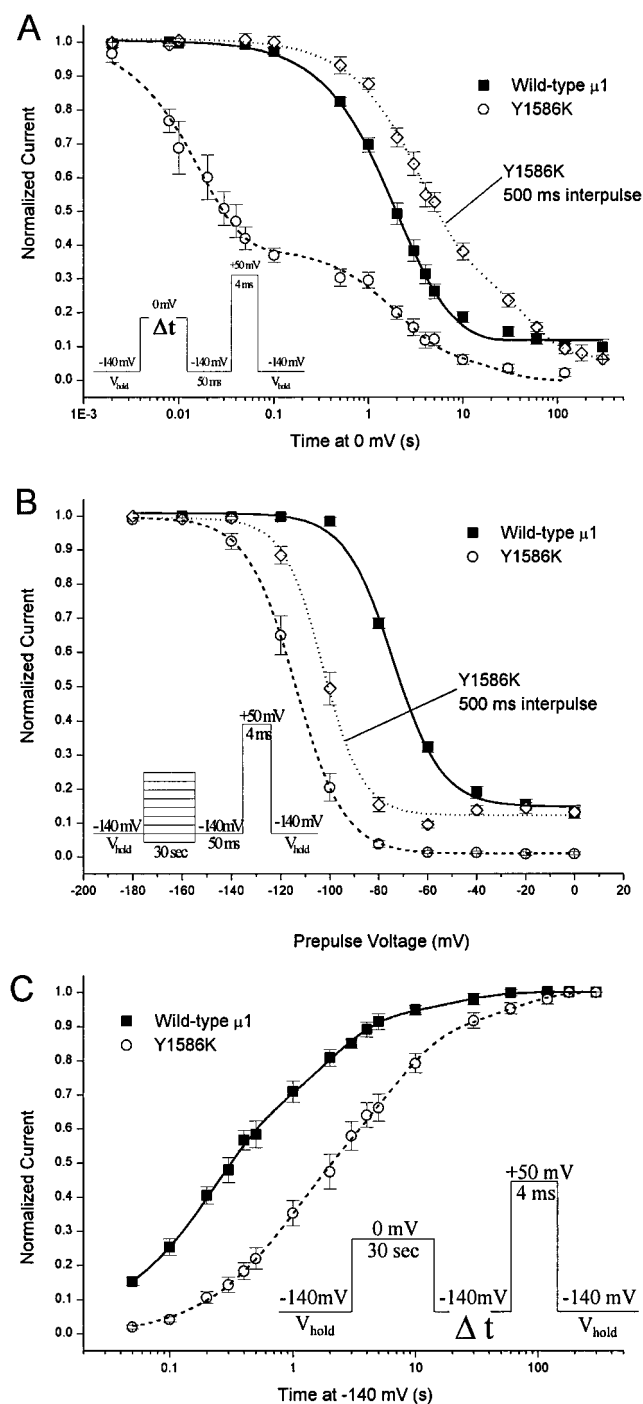 A
Normalized Current
1.0
0.9
0.8
0.7
0.6
0.5
0.4
0.3
0.2
0.1
0.0
Wild-type μ1
Y1586K
Y1586K
500 ms interpulse
+50 mV
4 ms
0 mV
Δt
-140 mV
-140 mV
-140 mV
Vhold
50 ms
Vhold
1E-3
0.01
0.1
1
10
100
Time at 0 mV (s)
B
Normalized Current
1.0
0.9
0.8
0.7
0.6
0.5
0.4
0.3
0.2
0.1
0.0
Wild-type μ1
Y1586K
Y1586K
500 ms interpulse
+50 mV
4 ms
-140 mV
-140 mV
-140 mV
Vhold
30 sec
50 ms
Vhold
-200
-180
-160
-140
-120
-100
-80
-60
-40
-20
0
20
Prepulse Voltage (mV)
C
Normalized Current
1.0
0.9
0.8
0.7
0.6
0.5
0.4
0.3
0.2
0.1
0.0
Wild-type μ1
Y1586K
+50 mV
4 ms
0 mV
30 sec
-140mV
-140mV
-140 mV
Vhold
Δ t
Vhold
0.1
1
10
100
Time at -140 mV (s)